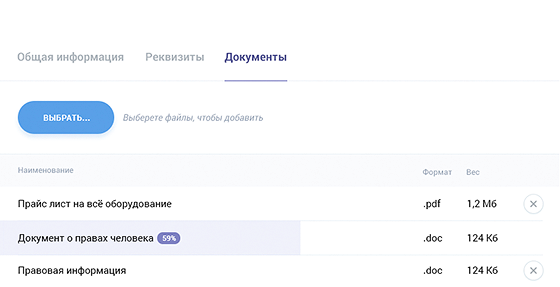 Общая информация Реквизиты Документы
ВЫБРАТЬ... Выберете файлы, чтобы добавить
Наименование Формат Вес
Прайс лист на всё оборудование .pdf 1,2 Мб
Документ о правах человека 59% .doc 124 Кб
Правовая информация .doc 124 Кб